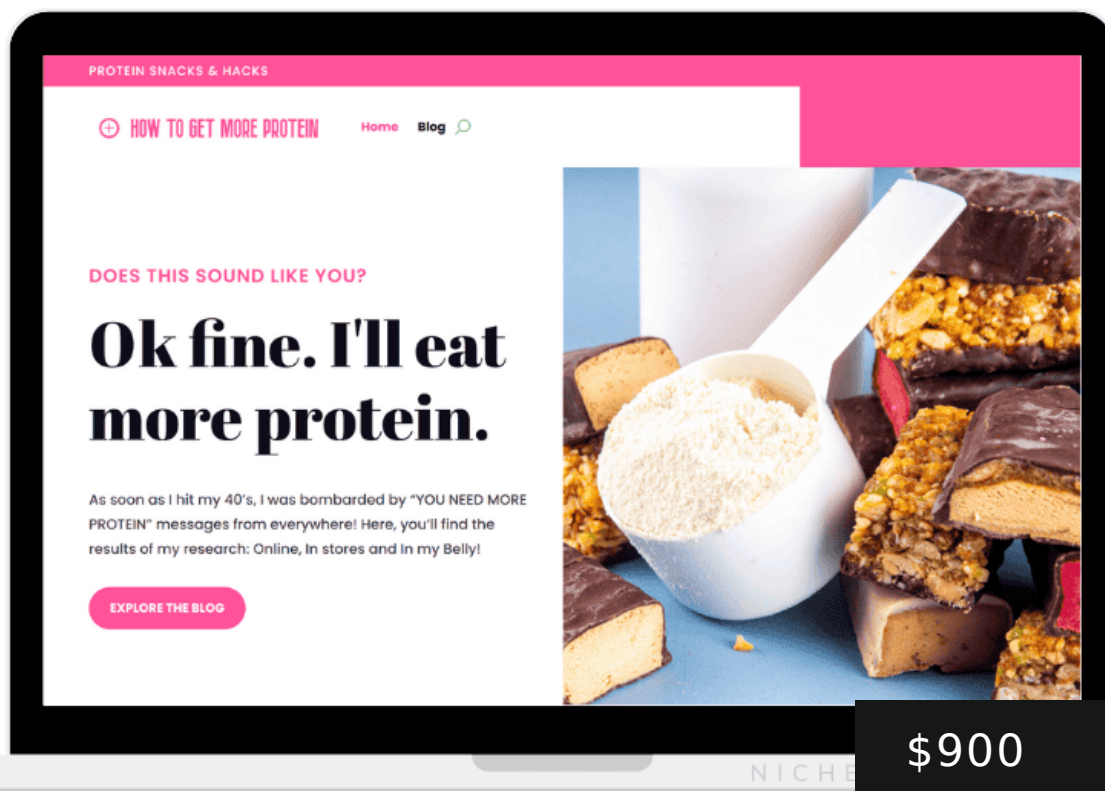 PROTEIN SNACKS & HACKS
HOW TO GET MORE PROTEIN
Home Blog
DOES THIS SOUND LIKE YOU?
Ok fine. I'll eat
more protein.
As soon as I hit my 40's, I was bombarded by “YOU NEED MORE
PROTEIN” messages from everywhere! Here, you'll find the
results of my research: Online, In stores and In my Belly!
EXPLORE THE BLOG
$900
NICHE